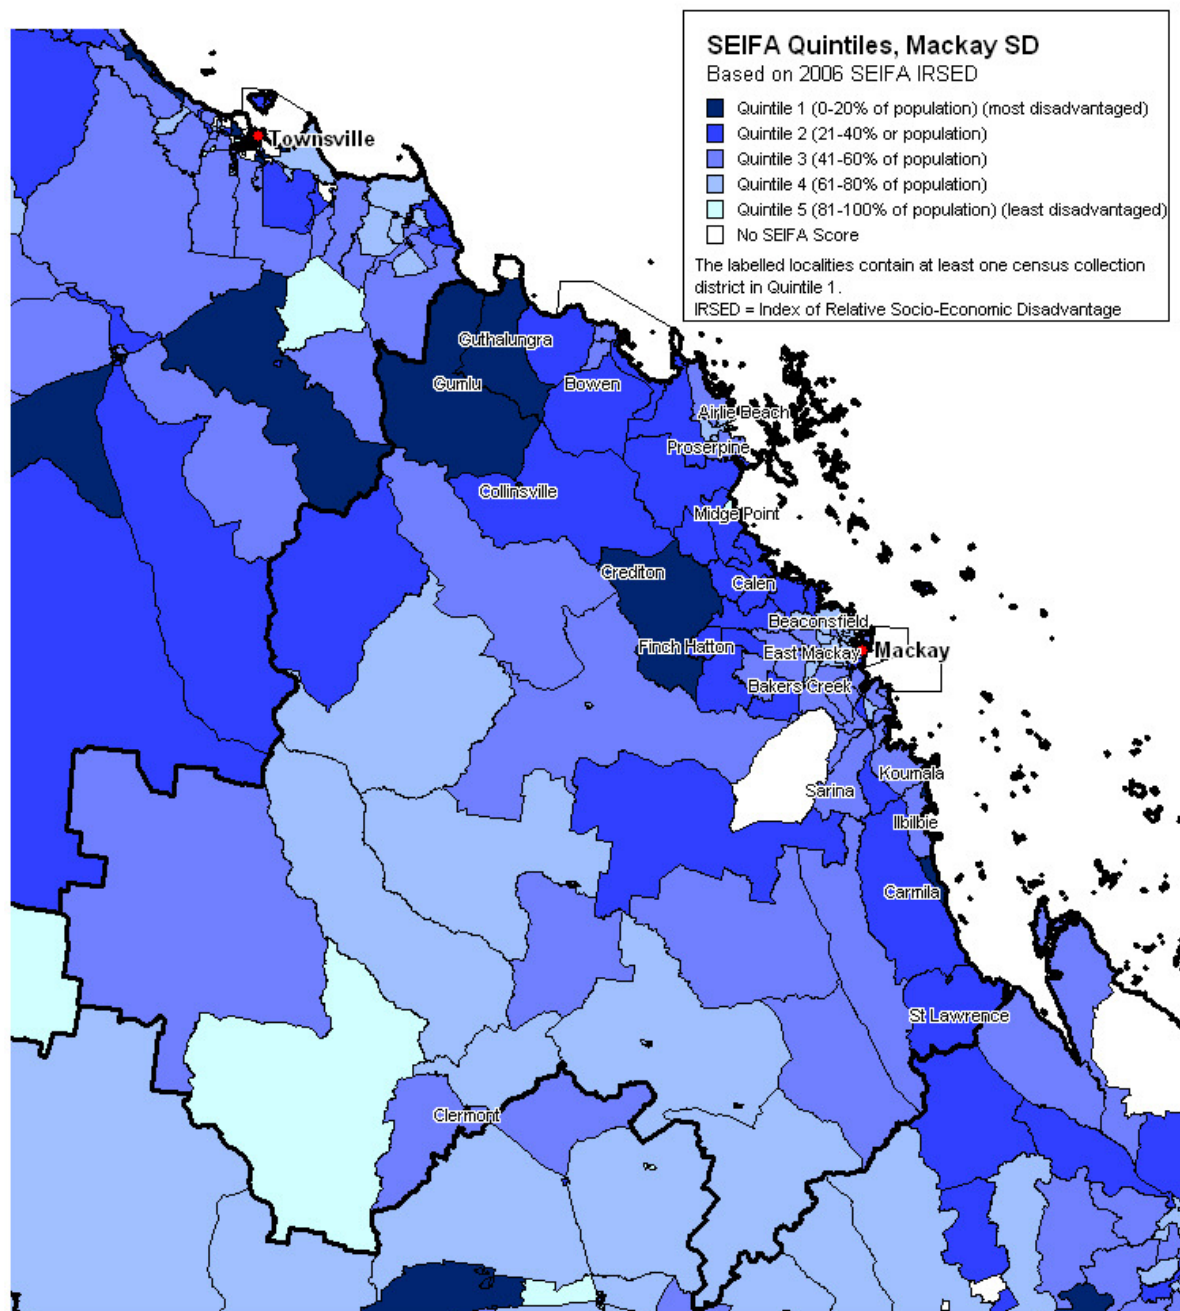 SEIFA Quintiles, Mackay SD
Based on 2006 SEIFA IRSED
Quintile 1 (0-20% of population) (most disadvantaged)
Quintile 2 (21-40% or population)
Quintile 3 (41-60% of population)
Quintile 4 (61-80% of population)
Quintile 5 (81-100% of population) (least disadvantaged)
No SEIFA Score
The labelled localities contain at least one census collection
district in Quintile 1.
IRSED = Index of Relative Socio-Economic Disadvantage
Townsville
Guthalungra
Gumlu
Bowen
Airlie Beach
Proserpine
Collinsville
Midge Point
Crediton
Calen
Beaconsfield
Finch Hatton
East Mackay
Mackay
Bakers Creek
Koumala
Sarina
Ilbilbie
Carmila
St Lawrence
Clermont